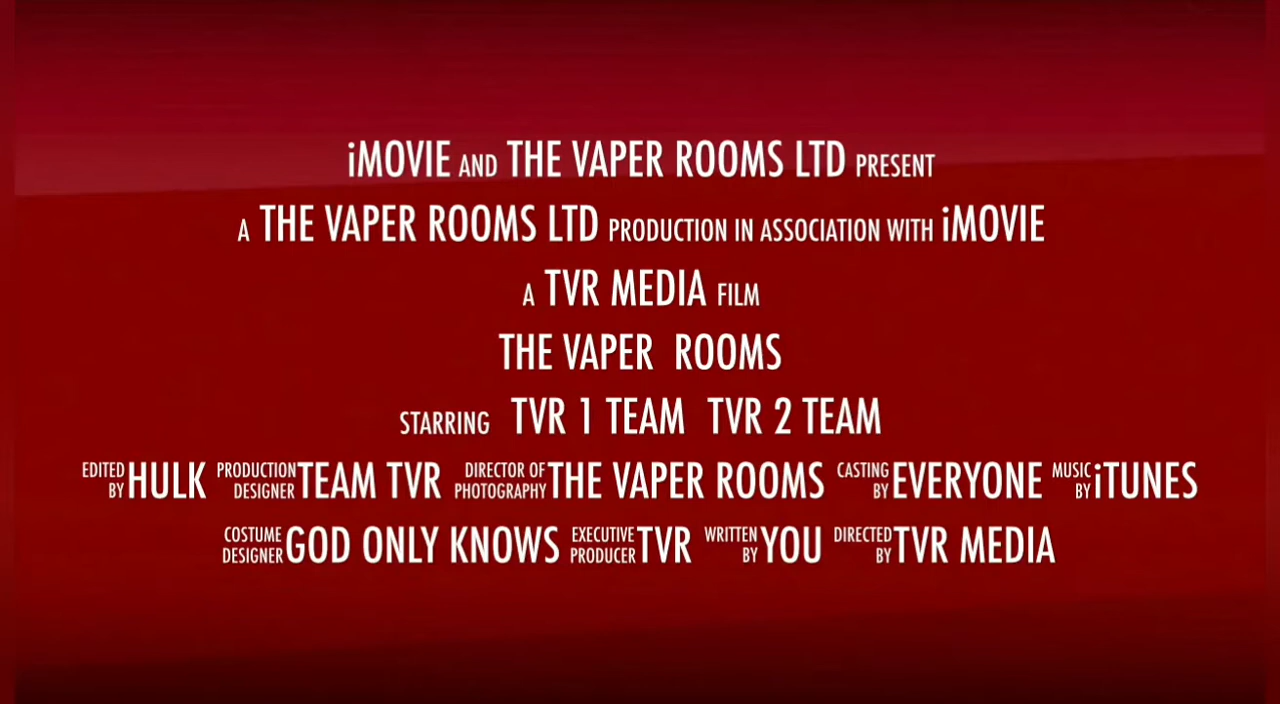 iMOVIE AND THE VAPER ROOMS LTD PRESENT
A THE VAPER ROOMS LTD PRODUCTION IN ASSOCIATION WITH iMOVIE
A TVR MEDIA FILM
THE VAPER ROOMS
STARRING TVR 1 TEAM TVR 2 TEAM
EDITED BY HULK PRODUCTION DESIGNER TEAM TVR DIRECTOR OF PHOTOGRAPHY THE VAPER ROOMS CASTING BY EVERYONE MUSIC BY iTUNES
COSTUME DESIGNER GOD ONLY KNOWS EXECUTIVE PRODUCER TVR WRITTEN BY YOU DIRECTED BY TVR MEDIA